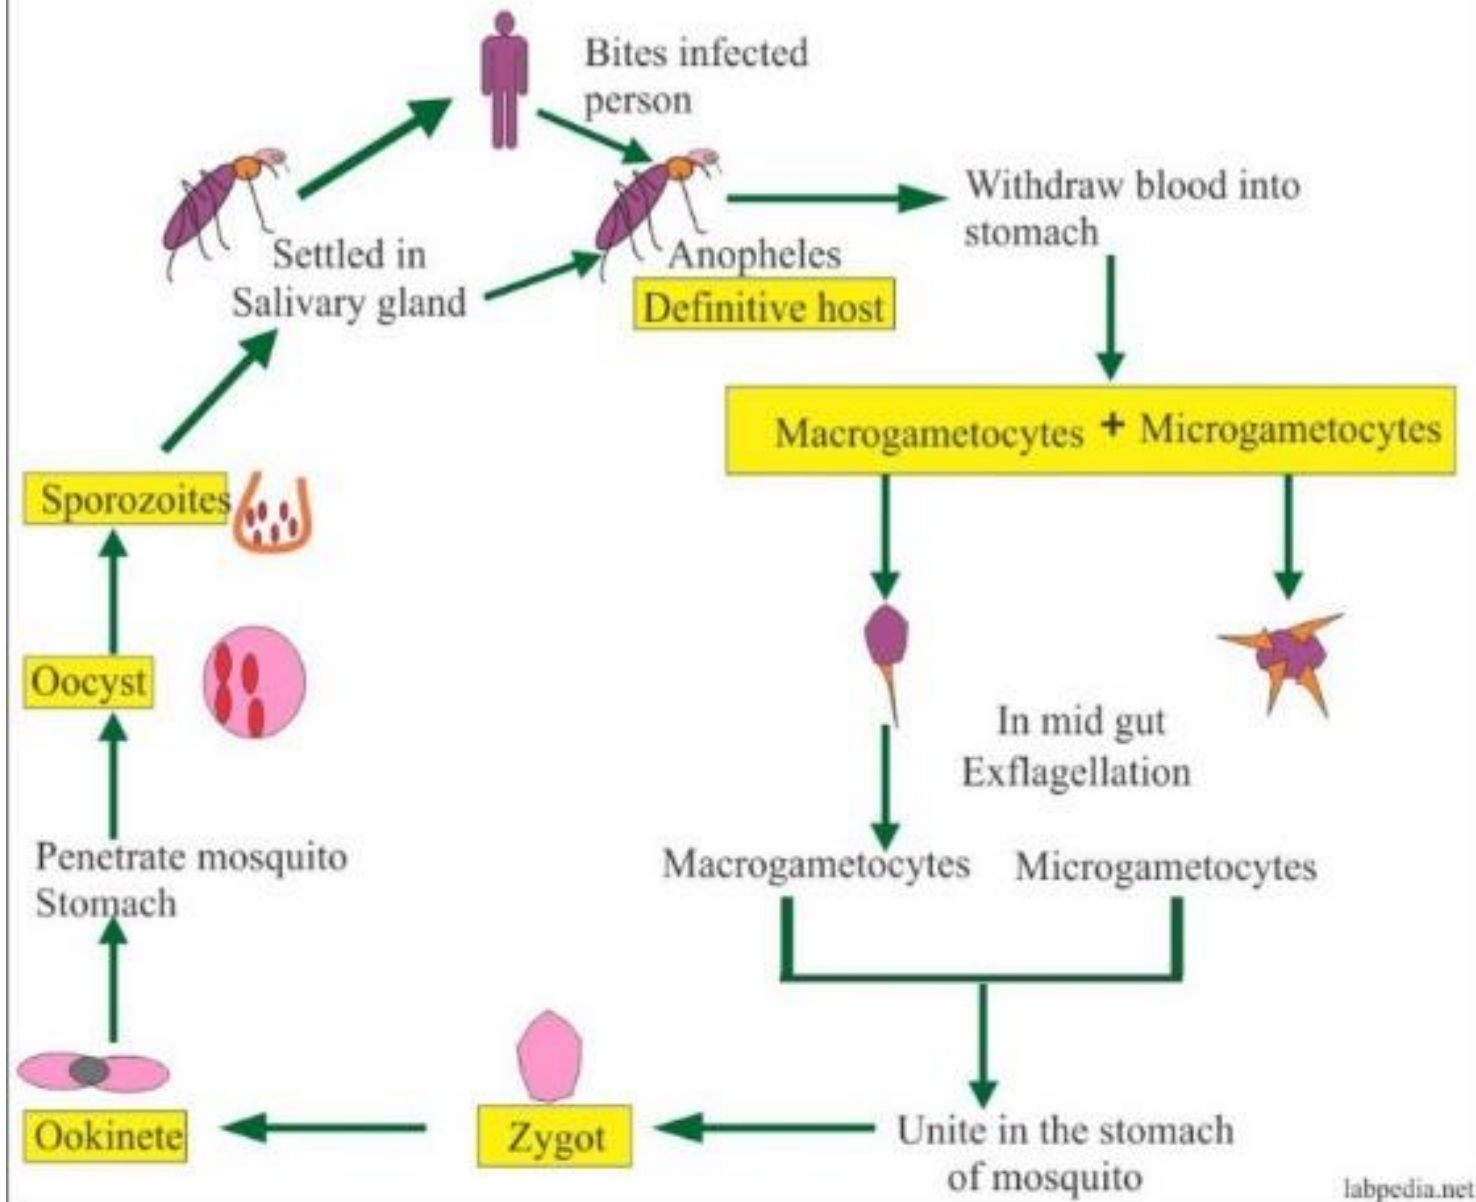 Bites infected
person
Withdraw blood into
stomach
Settled in
Salivary gland
Anopheles
Definitive host
Macrogametocytes + Microgametocytes
Sporozoites
Oocyst
In mid gut
Exflagellation
Penetrate mosquito
Stomach
Macrogametocytes
Microgametocytes
Ookinete
Zygot
Unite in the stomach
of mosquito
labpedia.net